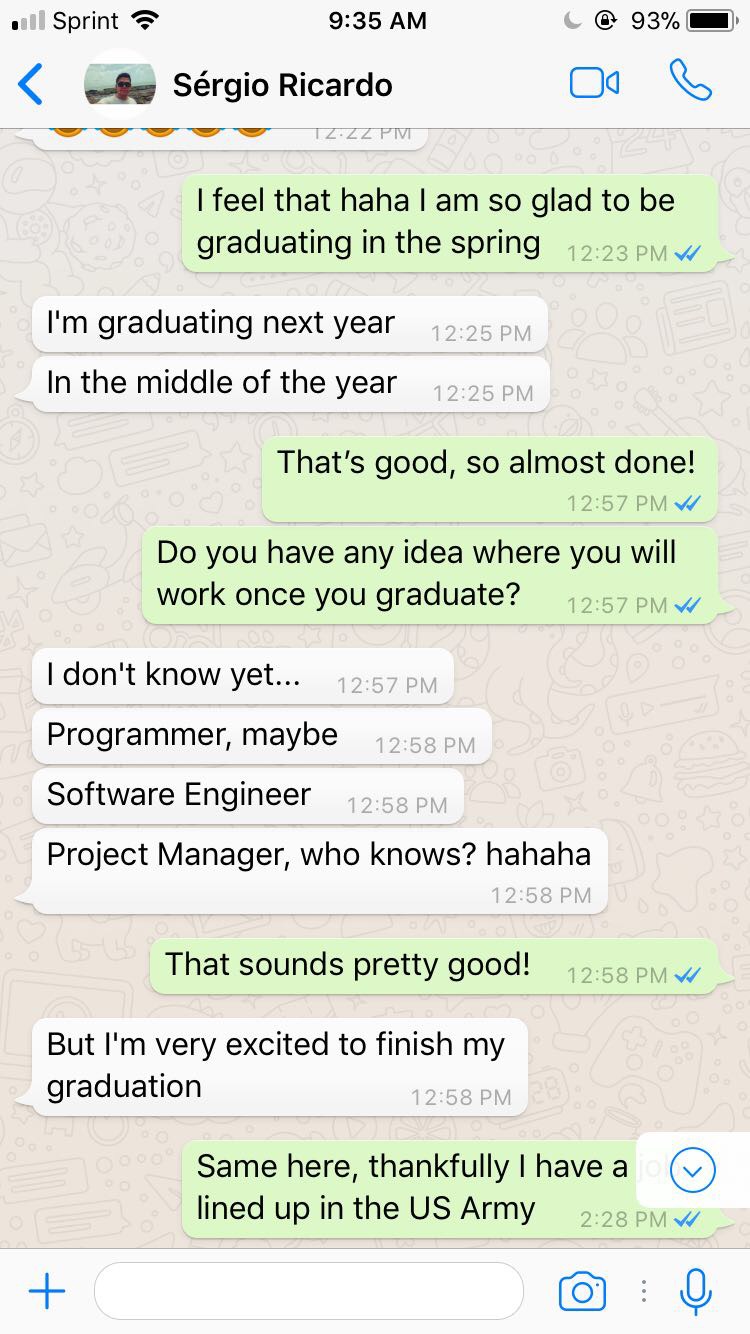 Sprint 9:35 AM 93%
Sérgio Ricardo
12:22 PM
I feel that haha I am so glad to be
graduating in the spring 12:23 PM
I'm graduating next year 12:25 PM
In the middle of the year 12:25 PM
That’s good, so almost done!
12:57 PM
Do you have any idea where you will
work once you graduate? 12:57 PM
I don't know yet... 12:57 PM
Programmer, maybe 12:58 PM
Software Engineer 12:58 PM
Project Manager, who knows? hahaha
12:58 PM
That sounds pretty good! 12:58 PM
But I'm very excited to finish my
graduation 12:58 PM
Same here, thankfully I have a job
lined up in the US Army 2:28 PM